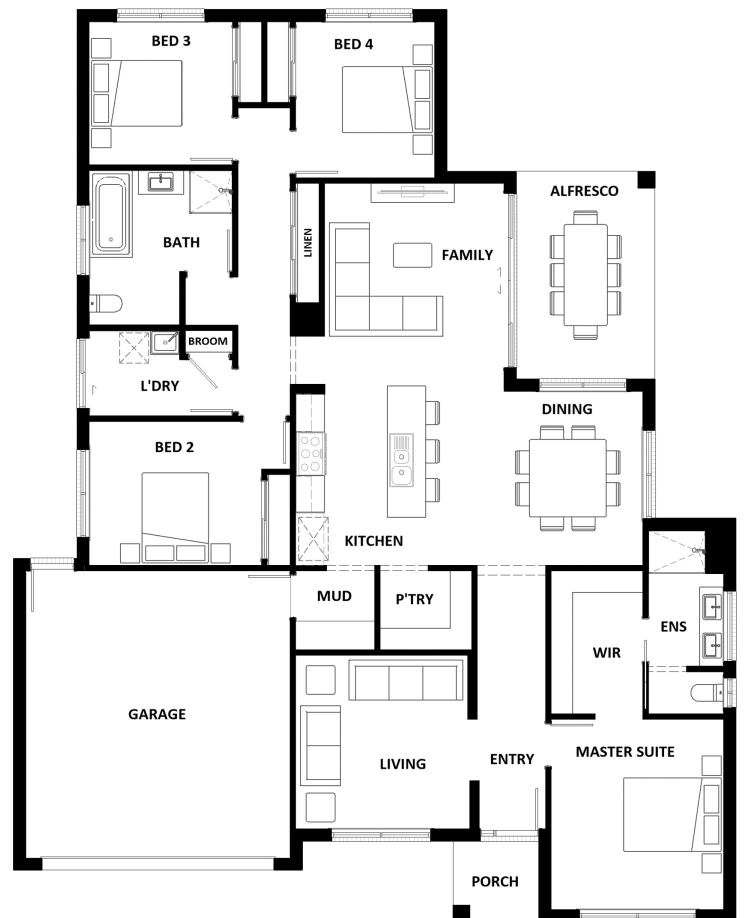 BED 3
BED 4
ALFRESCO
BATH
LINEN
FAMILY
BROOM
L'DRY
DINING
BED 2
KITCHEN
MUD
P'TRY
ENS
WIR
GARAGE
LIVING
ENTRY
MASTER SUITE
PORCH